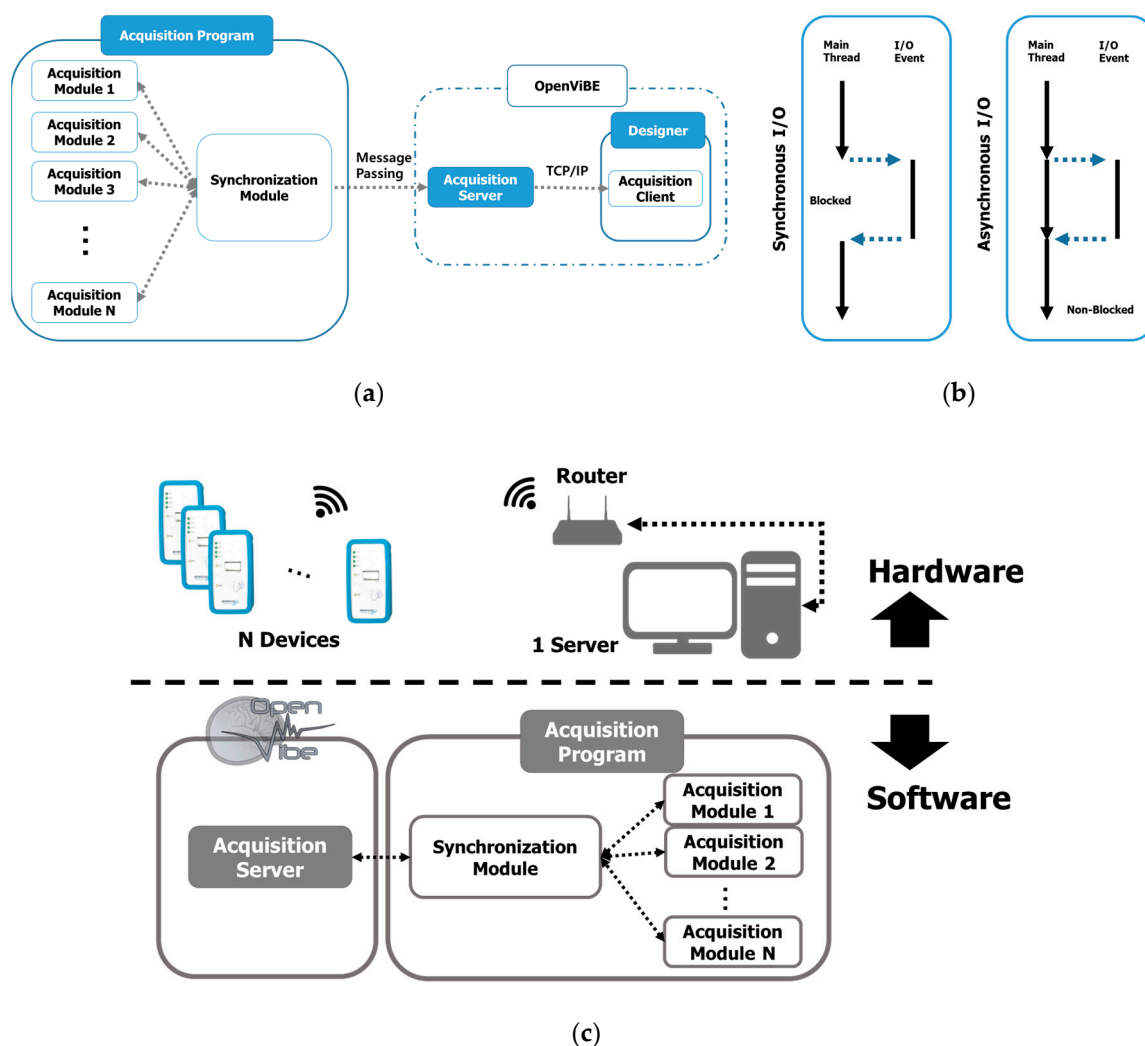 Acquisition Program
Acquisition
Module 1
Acquisition
Module 2
Acquisition
Module 3
Acquisition
Module N
Synchronization
Module
Message
Passing
OpenViBE
Acquisition
Server
TCP/IP
Designer
Acquisition
Client
(a)
Synchronous I/O
Main
Thread
I/O
Event
Blocked
Asynchronous I/O
Main
Thread
I/O
Event
Non-Blocked
(b)
N Devices
Router
1 Server
Hardware
Software
Open
Vibe
Acquisition
Server
Acquisition
Program
Synchronization
Module
Acquisition
Module 1
Acquisition
Module 2
Acquisition
Module N
(c)